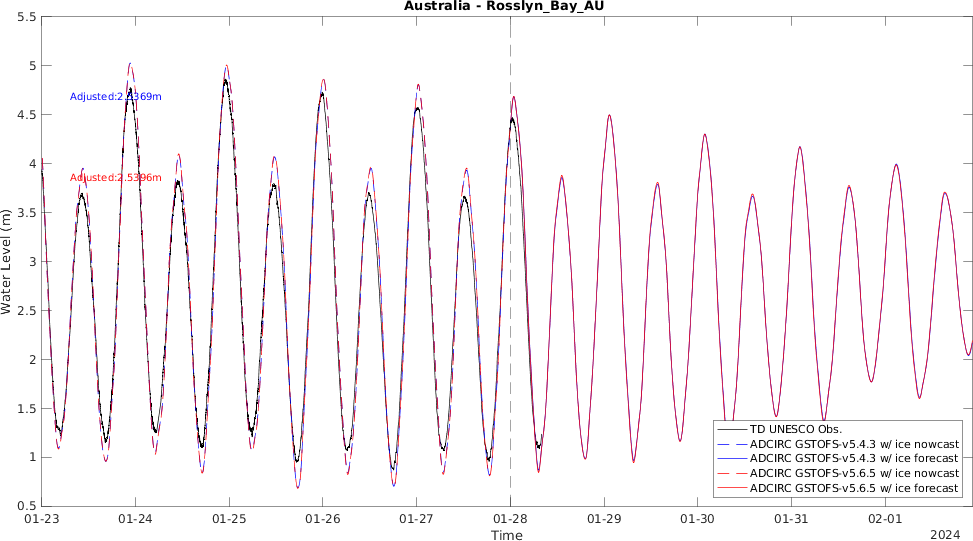 Australia - Rosslyn_Bay_AU
5.5
5
4.5
4
3.5
3
2.5
2
1.5
1
0.5
Water Level (m)
Adjusted:2.5369m
Adjusted:2.5396m
TD UNESCO Obs.
ADCIRC GSTOFS-v5.4.3 w/ ice nowcast
ADCIRC GSTOFS-v5.4.3 w/ ice forecast
ADCIRC GSTOFS-v5.6.5 w/ ice nowcast
ADCIRC GSTOFS-v5.6.5 w/ ice forecast
01-23 01-24 01-25 01-26 01-27 01-28 01-29 01-30 01-31 02-01
Time
2024